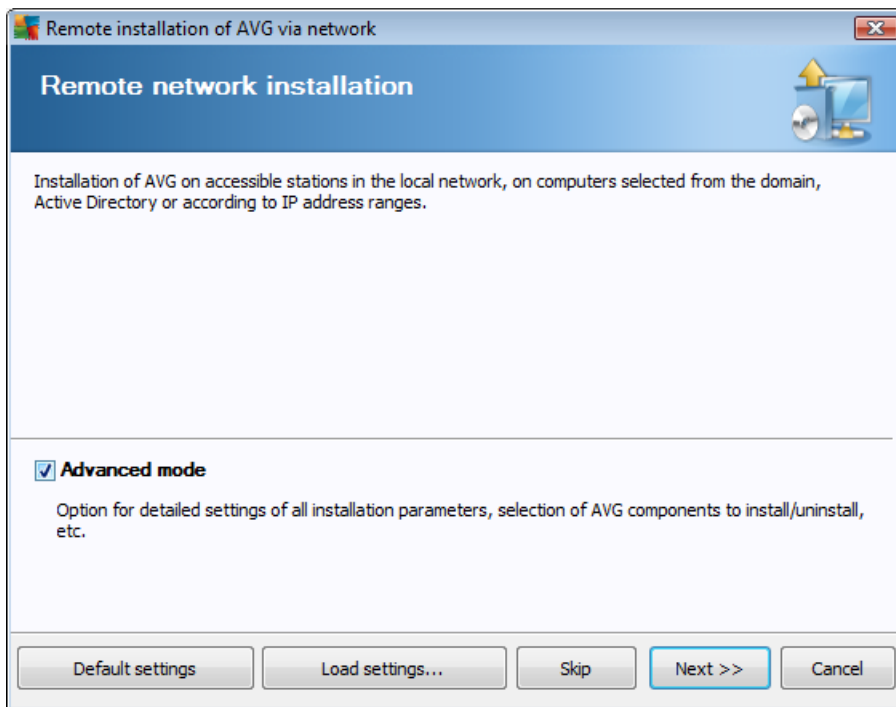 Remote installation of AVG via network
Remote network installation
Installation of AVG on accessible stations in the local network, on computers selected from the domain,
Active Directory or according to IP address ranges.
Advanced mode
Option for detailed settings of all installation parameters, selection of AVG components to install/uninstall,
etc.
Default settings
Load settings...
Skip
Next >>
Cancel